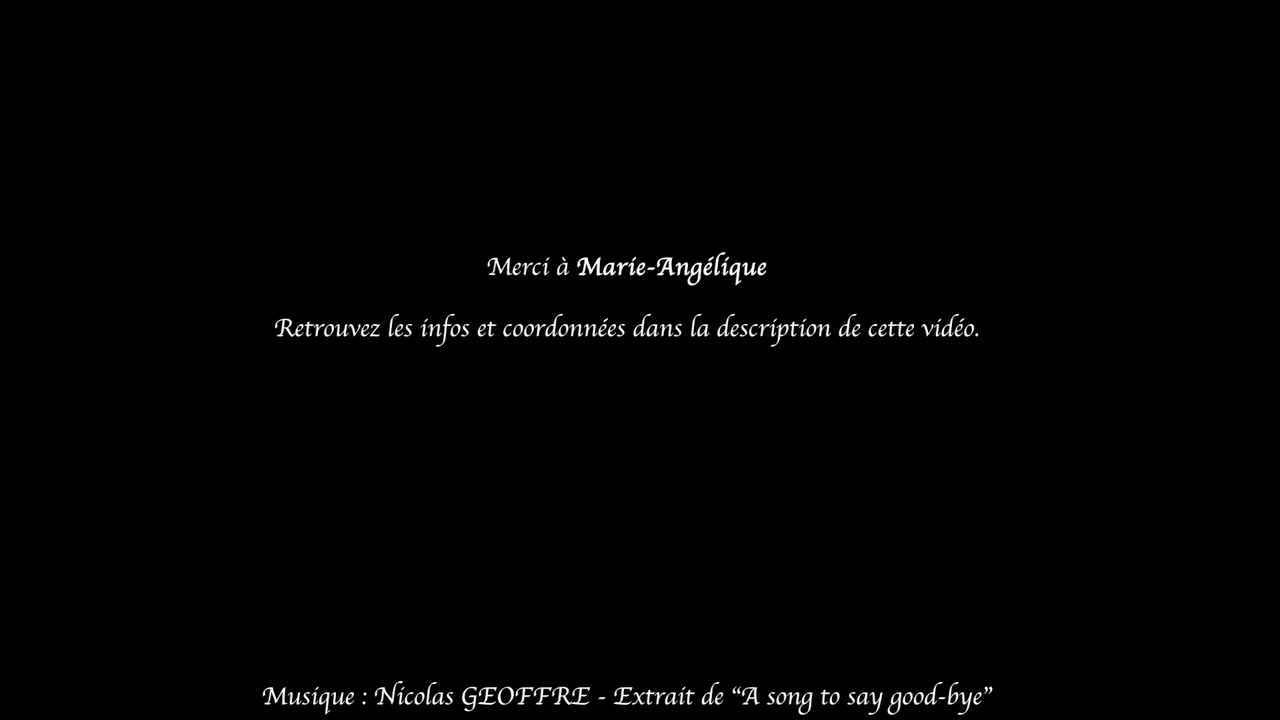 Merci à Marie-Angélique
Retrouvez les infos et coordonnées dans la description de cette vidéo.
Musique : Nicolas GEOFFRE - Extrait de “A song to say good-bye”